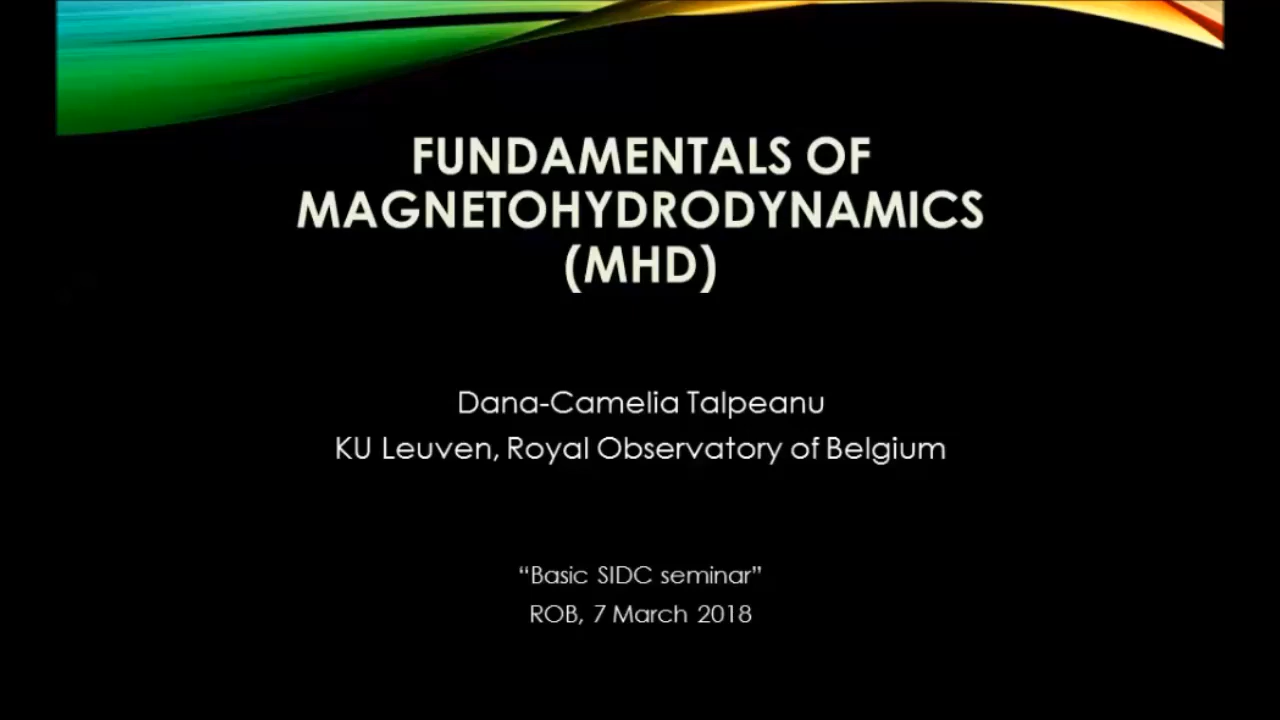 FUNDAMENTALS OF
MAGNETOHYDRODYNAMICS
(MHD)
Dana-Camelia Talpeanu
KU Leuven, Royal Observatory of Belgium
“Basic SIDC seminar”
ROB, 7 March 2018